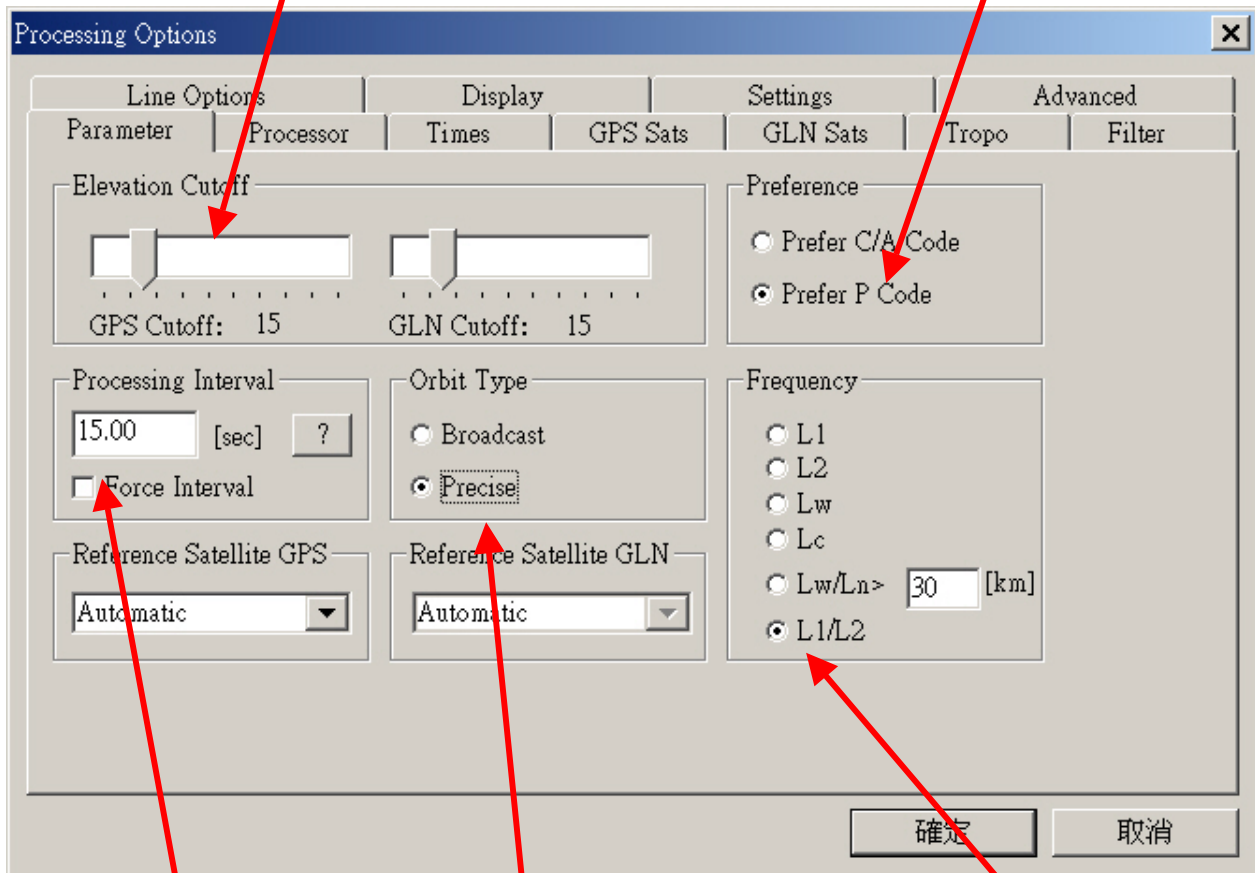 Processing Options
Line Options Display Settings Advanced
Parameter Processor Times GPS Sats GLN Sats Tropo Filter
Elevation Cutoff
GPS Cutoff: 15
GLN Cutoff: 15
Preference
Prefer C/A Code
Prefer P Code
Processing Interval
15.00 [sec] ?
Force Interval
Orbit Type
Broadcast
Precise
Frequency
L1
L2
Lw
Lc
Lw/Ln> 30 [km]
L1/L2
Reference Satellite GPS
Automatic
Reference Satellite GLN
Automatic
確定 取消